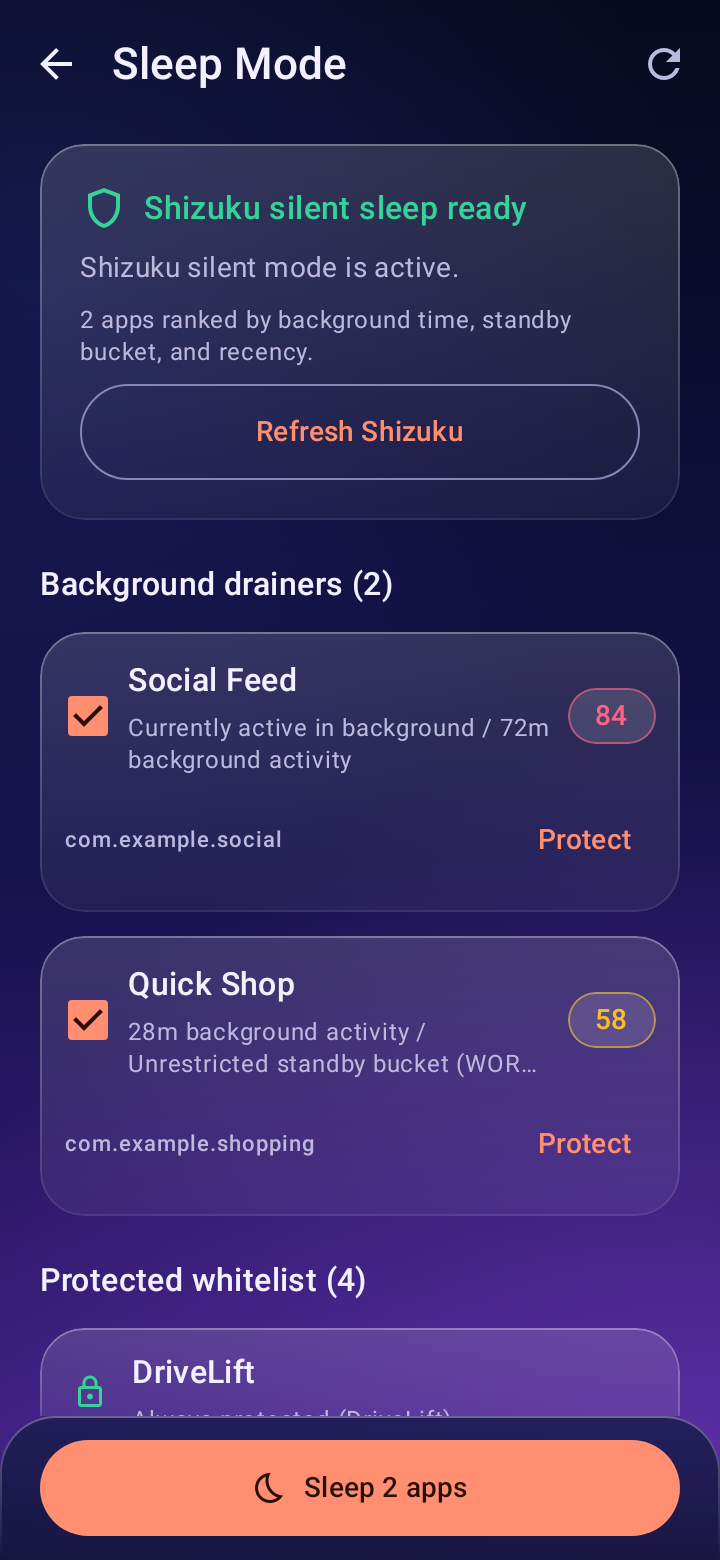 Sleep Mode
Shizuku silent sleep ready
Shizuku silent mode is active.
2 apps ranked by background time, standby
bucket, and recency.
Refresh Shizuku
Background drainers (2)
Social Feed
Currently active in background / 72m
background activity
84
com.example.social
Protect
Quick Shop
28m background activity /
Unrestricted standby bucket (WOR…
58
com.example.shopping
Protect
Protected whitelist (4)
DriveLift
Always protected (DriveLift)
Sleep 2 apps